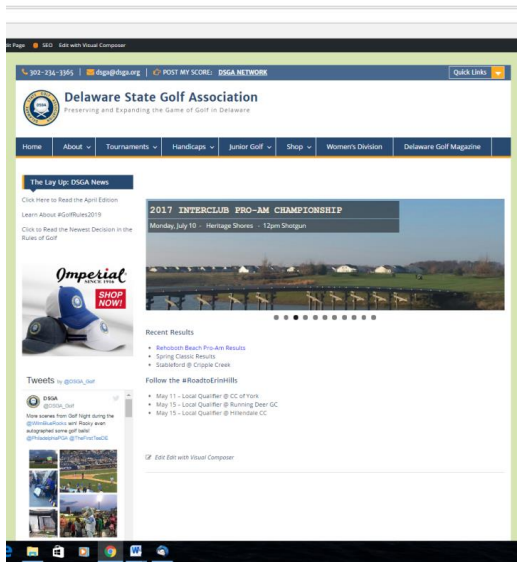 Edit Page SEO Edit with Visual Composer
302-234-3365 | dsga@dsga.org | POST MY SCORE: DSGA NETWORK
Quick Links
Delaware State Golf Association
Preserving and Expanding the Game of Golf in Delaware
Home About Tournaments Handicaps Junior Golf Shop Women's Division Delaware Golf Magazine
The Lay Up: DSGA News
Click Here to Read the April Edition
Learn About #GolfRules2019
Click to Read the Newest Decision in the
Rules of Golf
Imperial
SINCE 1916
SHOP
NOW!
2017 INTERCLUB PRO-AM CHAMPIONSHIP
Monday, July 10 - Heritage Shores - 12pm Shotgun
Recent Results
Rehoboth Beach Pro-Am Results
Spring Classic Results
Stableford @ Cripple Creek
Follow the #RoadtoErinHills
May 11 – Local Qualifier @ CC of York
May 15 – Local Qualifier @ Running Deer GC
May 15 – Local Qualifier @ Hillendale CC
Edit Edit with Visual Composer
Tweets by @DSGA_Golf
DSGA
@DSGA_Golf
More scenes from Golf Night during the
@WilmBlueRocks win! Rocky even
autographed some golf balls!
@PhiladelphiaPGA @TheFirstTeeDE